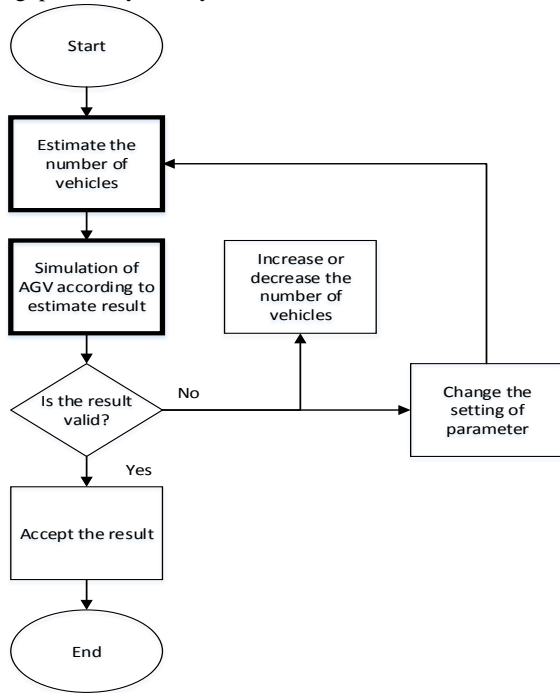 Start
Estimate the
number of
vehicles
Simulation of
AGV according to
estimate result
Increase or
decrease the
number of
vehicles
Is the result
valid?
No
Change the
setting of
parameter
Yes
Accept the result
End